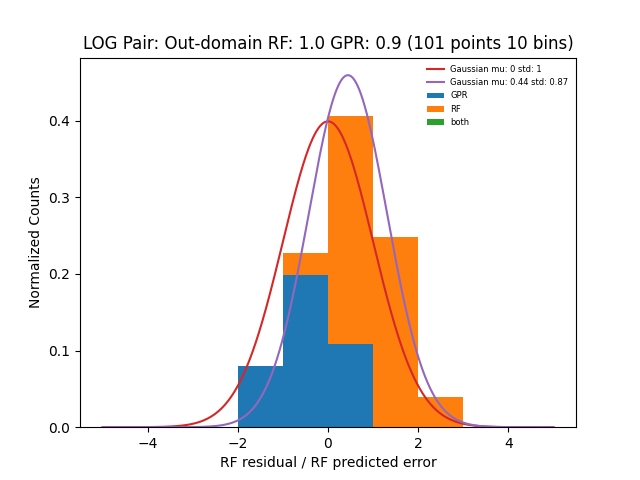 LOG Pair: Out-domain RF: 1.0 GPR: 0.9 (101 points 10 bins)
Gaussian mu: 0 std: 1
Gaussian mu: 0.44 std: 0.87
GPR
RF
both
Normalized Counts
0.4
0.3
0.2
0.1
0.0
−4 −2 0 2 4
RF residual / RF predicted error